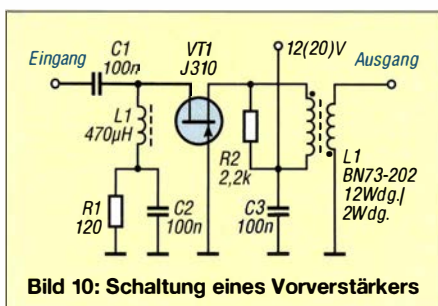 Eingang
C1
100n
VT1
J310
12(20)V
Ausgang
L1
470µH
R2
2,2k
L1
BN73-202
12Wdg./
2Wdg.
R1
120
C2
100n
C3
100n
Bild 10: Schaltung eines Vorverstärkers